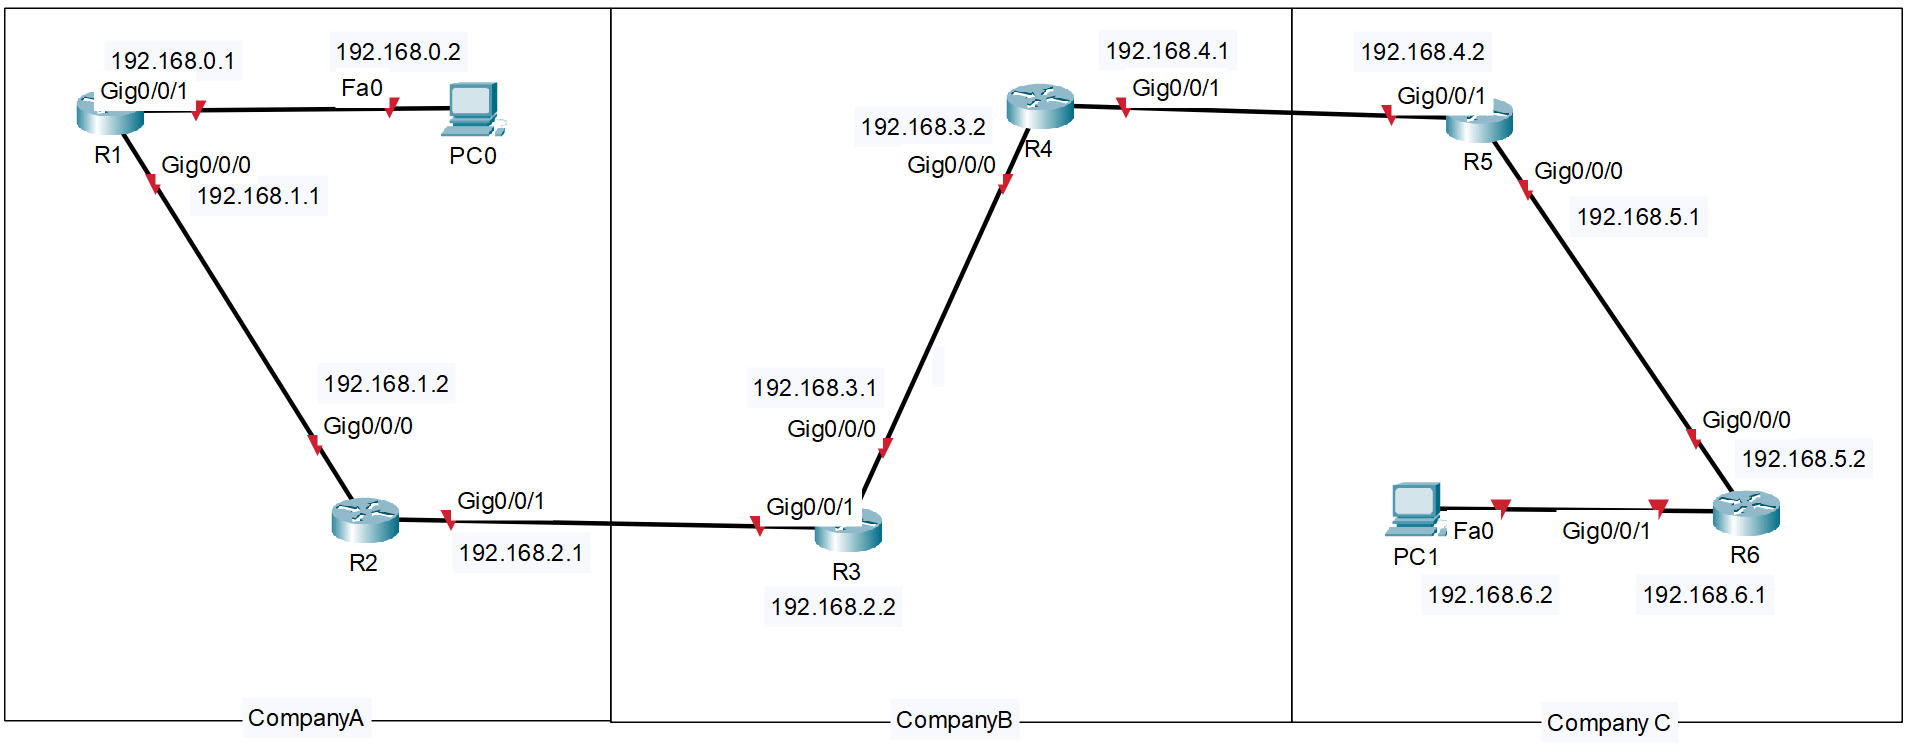 192.168.0.1
Gig0/0/1
192.168.0.2
Fa0
R1
PC0
Gig0/0/0
192.168.1.1
192.168.1.2
Gig0/0/0
R2
Gig0/0/1
192.168.2.1
CompanyA
192.168.4.1
Gig0/0/1
192.168.3.2
Gig0/0/0
R4
192.168.3.1
Gig0/0/0
Gig0/0/1
R3
192.168.2.2
CompanyB
192.168.4.2
Gig0/0/1
R5
Gig0/0/0
192.168.5.1
Gig0/0/0
192.168.5.2
PC1
Fa0
Gig0/0/1
R6
192.168.6.2
192.168.6.1
Company C